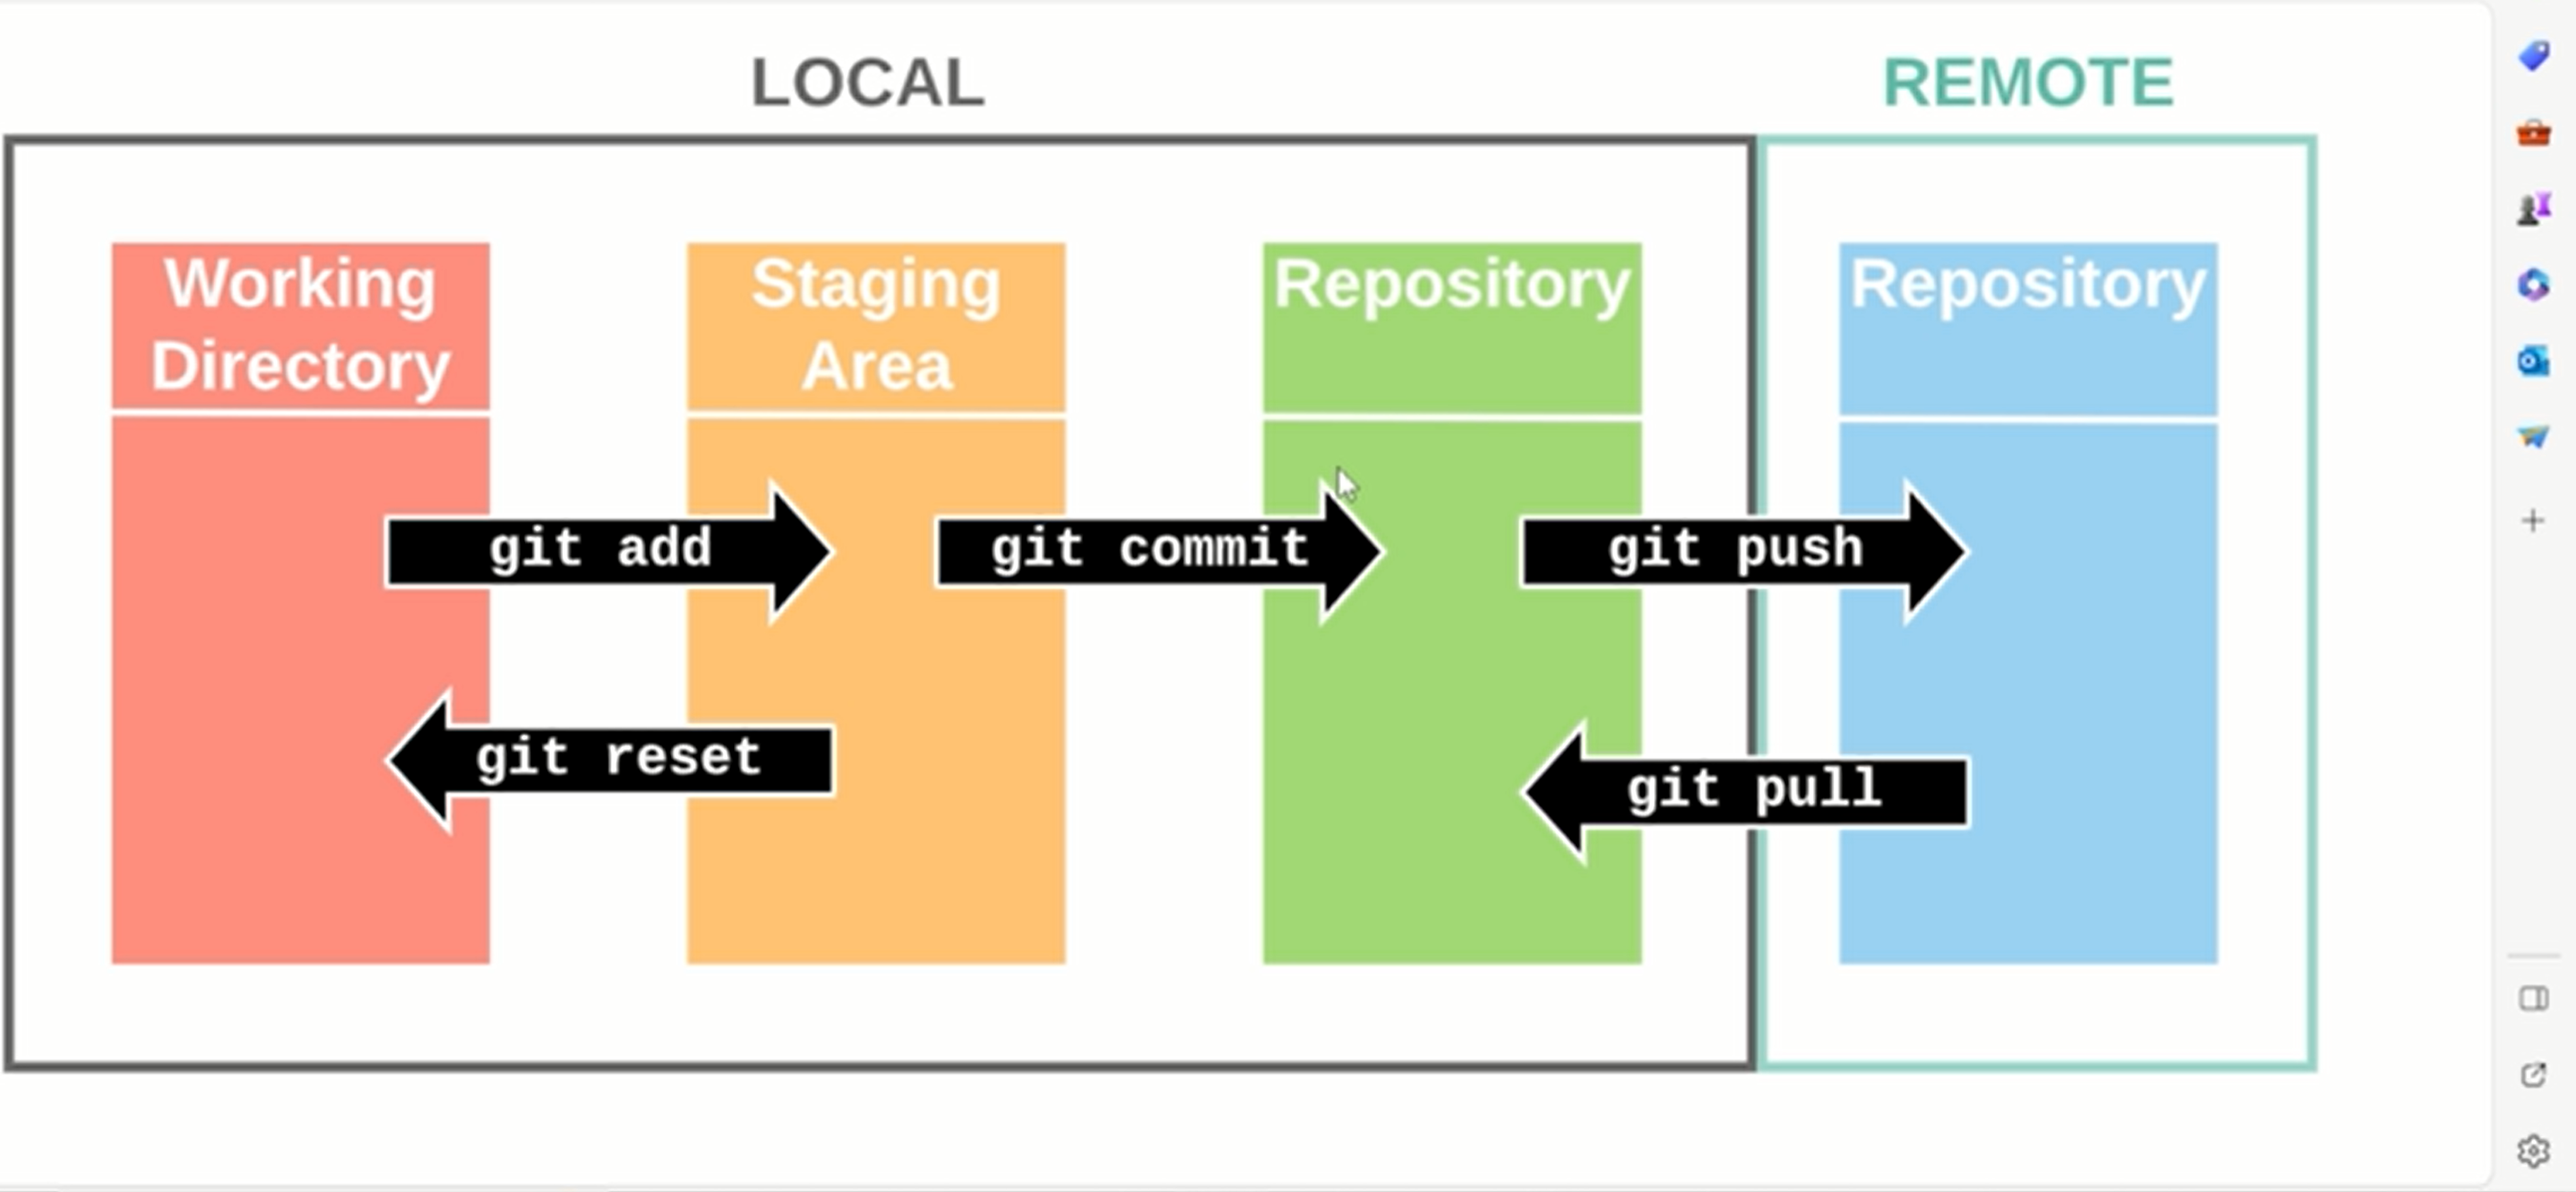 LOCAL
REMOTE
Working
Directory
Staging
Area
Repository
Repository
git add
git commit
git push
git reset
git pull